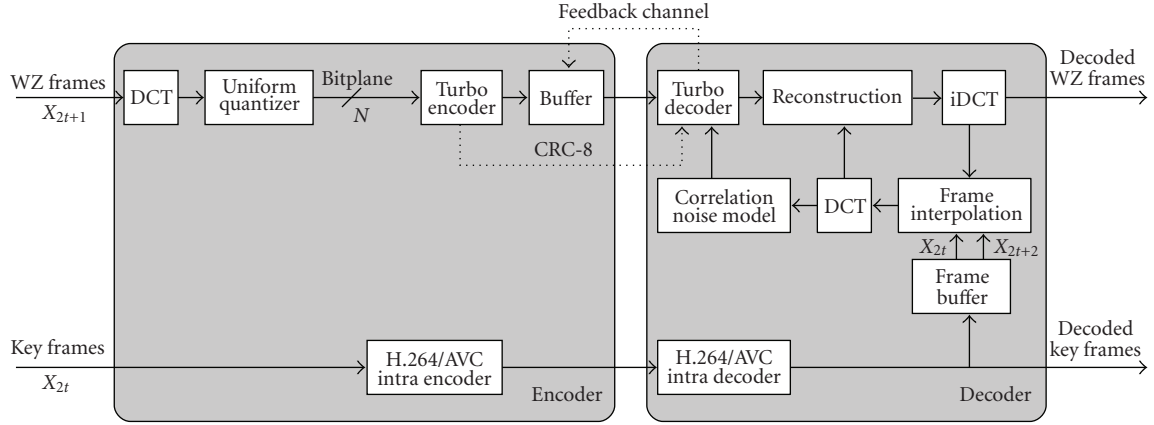 Feedback channel
WZ frames
X2t+1
DCT
Uniform
quantizer
Bitplane
N
Turbo
encoder
Buffer
CRC-8
Turbo
decoder
Reconstruction
iDCT
Decoded
WZ frames
Correlation
noise model
DCT
Frame
interpolation
X2t
X2t+2
Frame
buffer
Key frames
X2t
H.264/AVC
intra encoder
Encoder
H.264/AVC
intra decoder
Decoder
Decoded
key frames